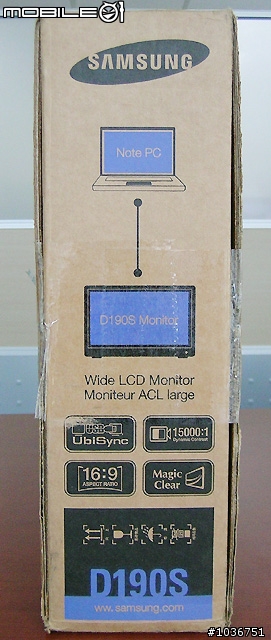 MOBILE01
SAMSUNG
Note PC
D190S Monitor
Wide LCD Monitor
Moniteur ACL large
USB
UbiSync
15000:1
Dynamic Contrast
16:9
ASPECT RATIO
Magic
Clear
D190S
www.samsung.com
#1036751